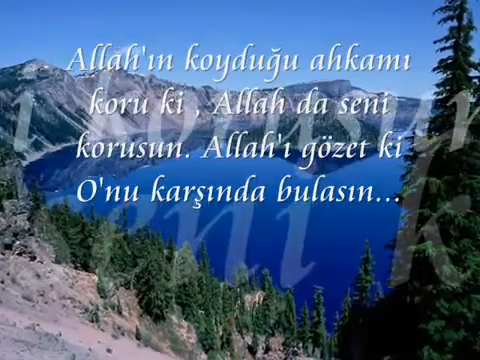 Allah'ın koyduğu ahkamı
koru ki , Allah da seni
korusun. Allah'ı gözet ki
O'nu karşında bulasın...